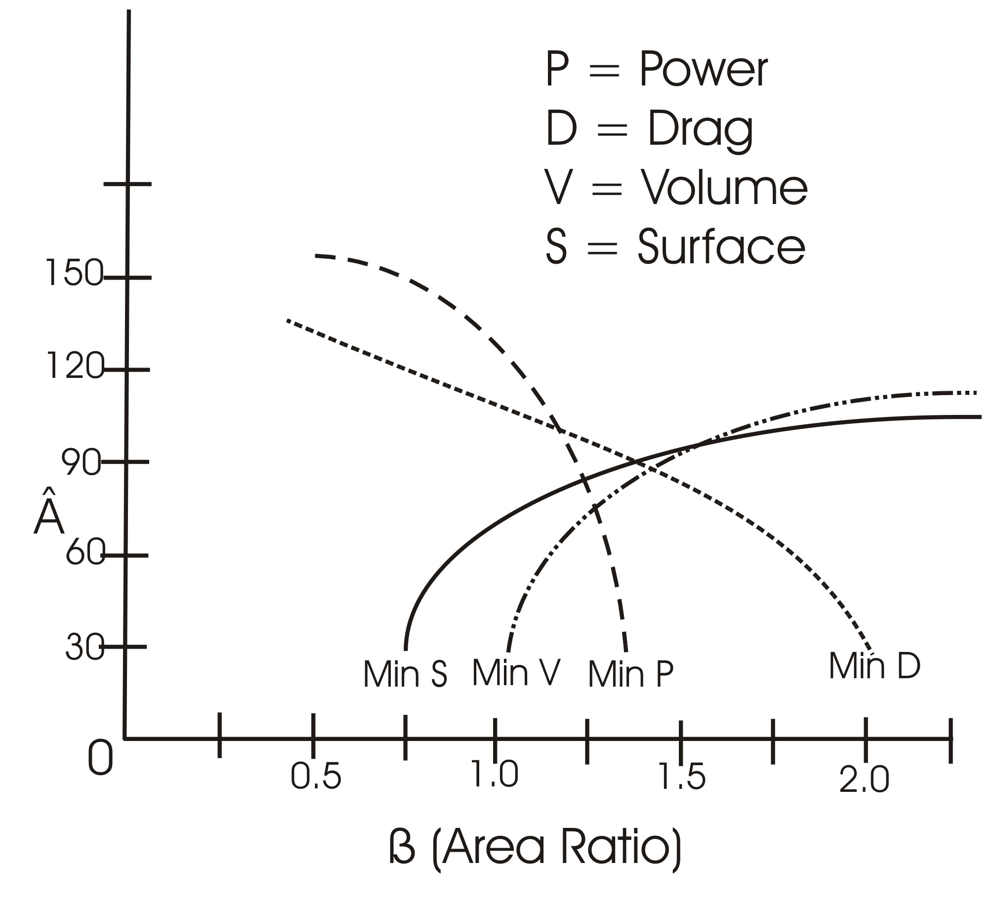 P = Power
D = Drag
V = Volume
S = Surface
150
120
90
Â
60
30
Min S Min V Min P Min D
0
0.5 1.0 1.5 2.0
ß (Area Ratio)